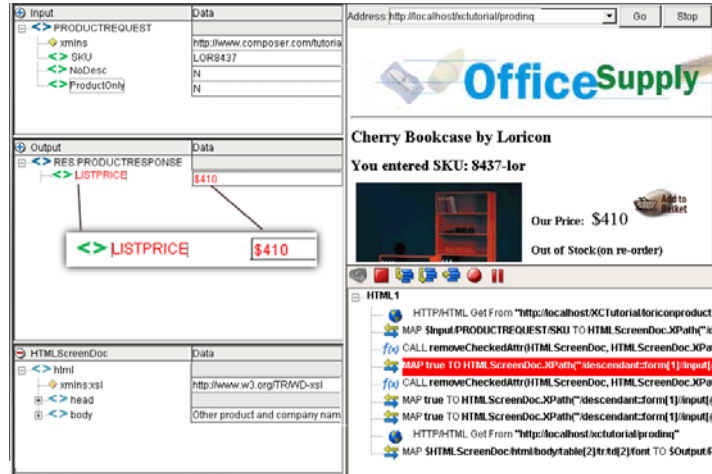 Input Data
PRODUCTREQUEST
xmlns http://www.composer.com/tutoria
SKU LOR8437
NoDesc N
ProductOnly N
Output Data
RES:PRODUCTRESPONSE
LISTPRICE $410
LISTPRICE $410
HTMLScreenDoc Data
html
xmlns:xsl http://www.w3.org/TR/WD-xsl
head
body Other product and company nam
Address: http://localhost/xctutorial/prodinq Go Stop
OfficeSupply
Cherry Bookcase by Loricon
You entered SKU: 8437-lor
Add to
Basket
Our Price: $410
Out of Stock(on re-order)
HTML1
HTTP/HTML Get From "http://localhost/XCTutorial/loriconproduct
MAP $Input/PRODUCTREQUEST/SKU TO HTMLScreenDoc.XPath("/d
f(x) CALL removeCheckedAttr(HTMLScreenDoc, HTMLScreenDoc.XPa
MAP true TO HTMLScreenDoc.XPath("/descendant::form[1]//input[
f(x) CALL removeCheckedAttr(HTMLScreenDoc, HTMLScreenDoc.XPa
MAP true TO HTMLScreenDoc.XPath("/descendant::form[1]//input[
MAP true TO HTMLScreenDoc.XPath("/descendant::form[1]//input[
HTTP/HTML Get From "http://localhost/xctutorial/prodinq"
MAP $HTMLScreenDoc/html/body/table[2]/tr/td[2]/font TO $Output/P